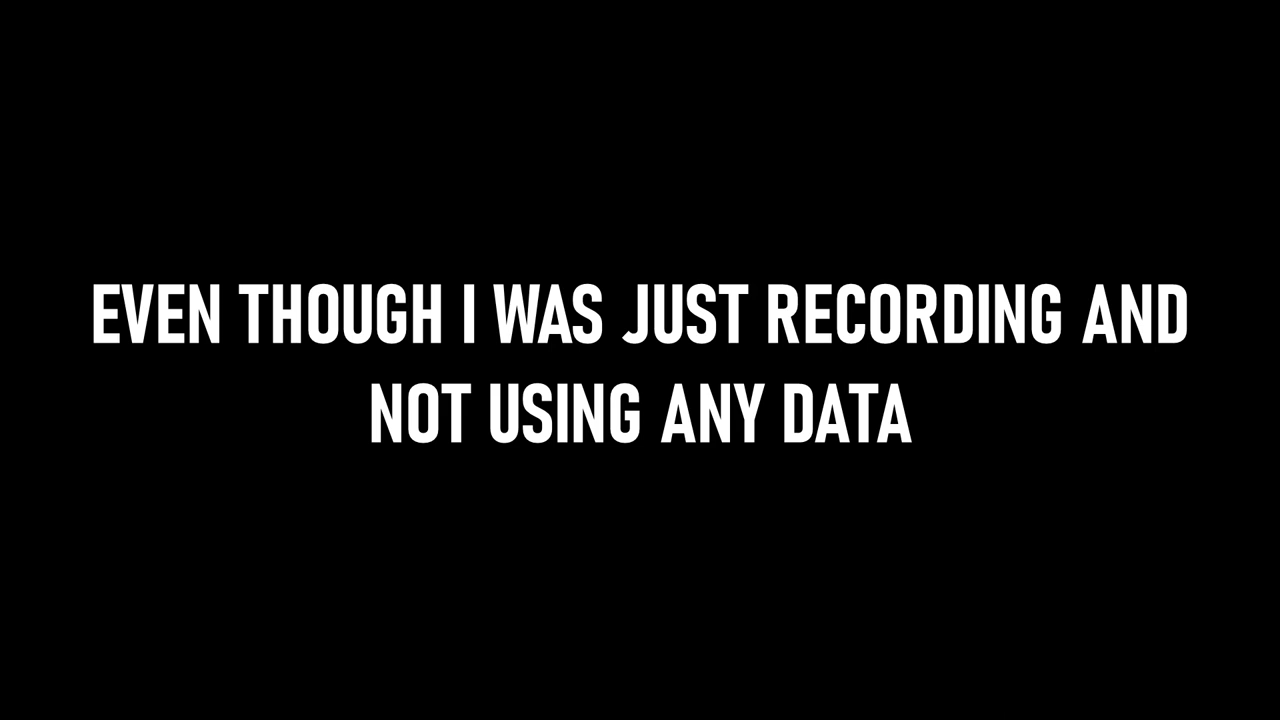 EVEN THOUGH I WAS JUST RECORDING AND
NOT USING ANY DATA